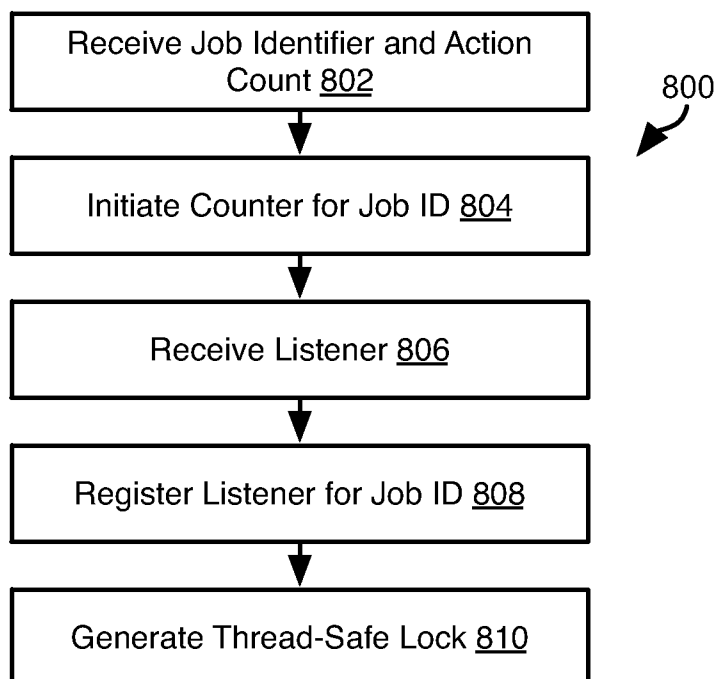 Receive Job Identifier and Action
Count 802
800
Initiate Counter for Job ID 804
Receive Listener 806
Register Listener for Job ID 808
Generate Thread-Safe Lock 810